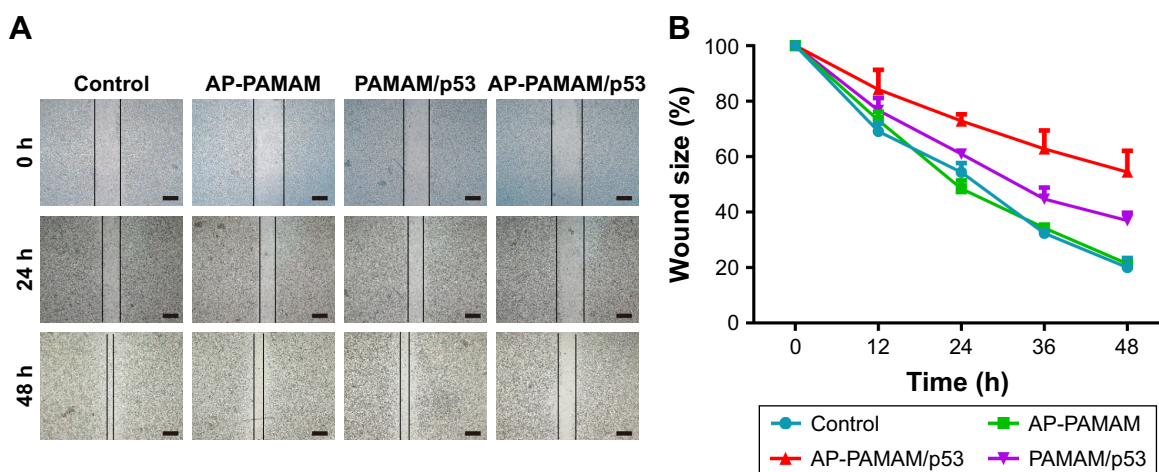 A
Control AP-PAMAM PAMAM/p53 AP-PAMAM/p53
0 h
24 h
48 h
B
Wound size (%)
100
80
60
40
20
0
0 12 24 36 48
Time (h)
Control AP-PAMAM
AP-PAMAM/p53 PAMAM/p53